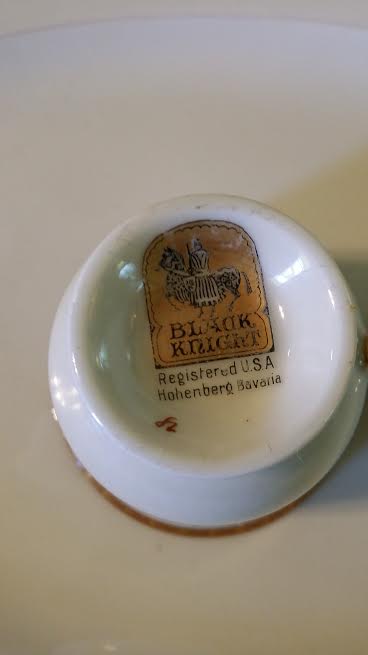 BLACK
KNIGHT
Registered U.S.A
Hohenberg Bavaria